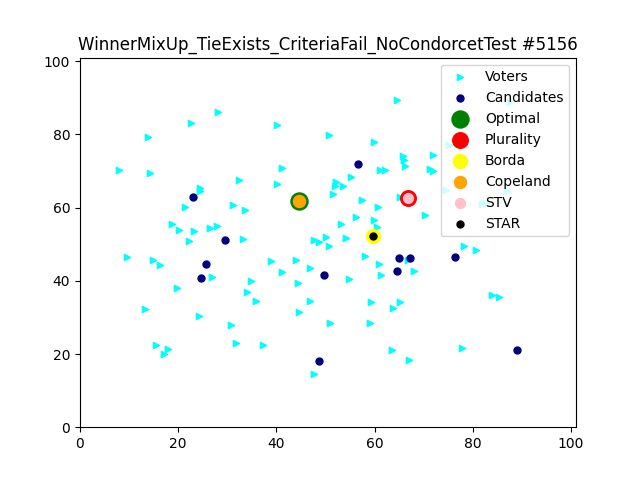 WinnerMixUp_TieExists_CriteriaFail_NoCondorcetTest #5156
100
80
60
40
20
0
0 20 40 60 80 100
Voters
Candidates
Optimal
Plurality
Borda
Copeland
STV
STAR